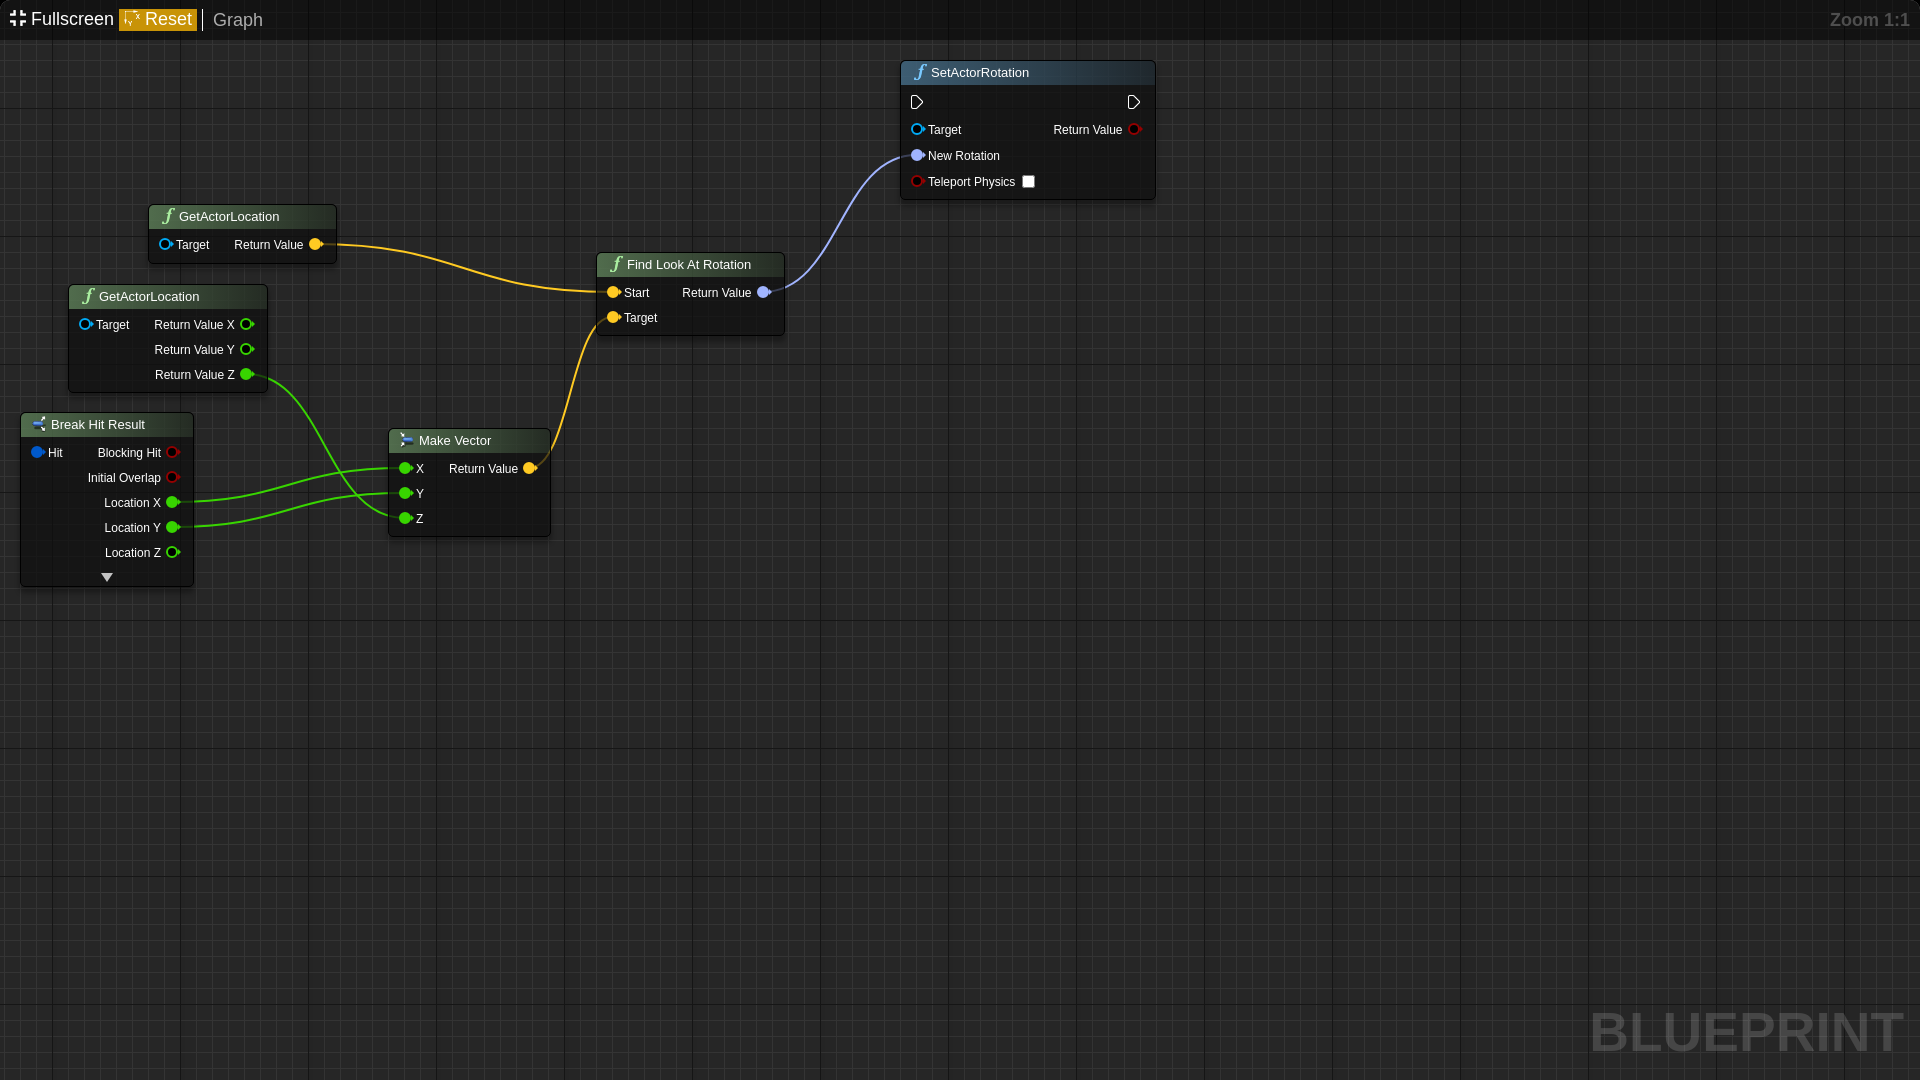 Fullscreen Reset Graph Zoom 1:1
SetActorRotation
Target Return Value
New Rotation
Teleport Physics
GetActorLocation
Target Return Value
Find Look At Rotation
Start Return Value
Target
GetActorLocation
Target Return Value X
Return Value Y
Return Value Z
Break Hit Result
Hit Blocking Hit
Initial Overlap
Location X
Location Y
Location Z
Make Vector
X Return Value
Y
Z
BLUEPRINT